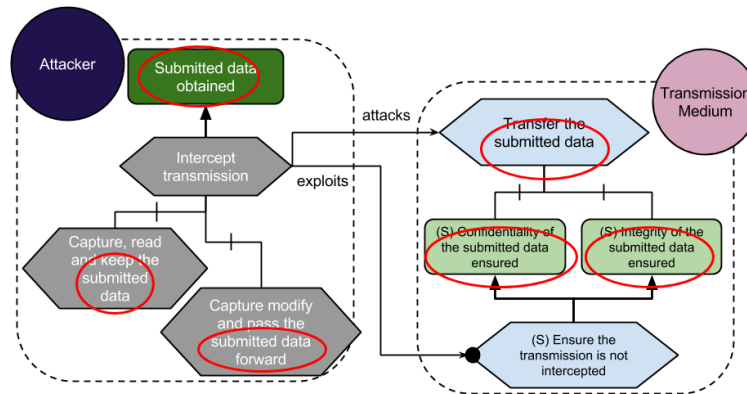 Attacker
Submitted data
obtained
Transmission
Medium
attacks
Transfer the
submitted data
Intercept
transmission
exploits
Capture, read
and keep the
submitted
data
(S) Confidentiality of
the submitted data
ensured
(S) Integrity of the
submitted data
ensured
Capture modify
and pass the
submitted data
forward
(S) Ensure the
transmission is not
intercepted